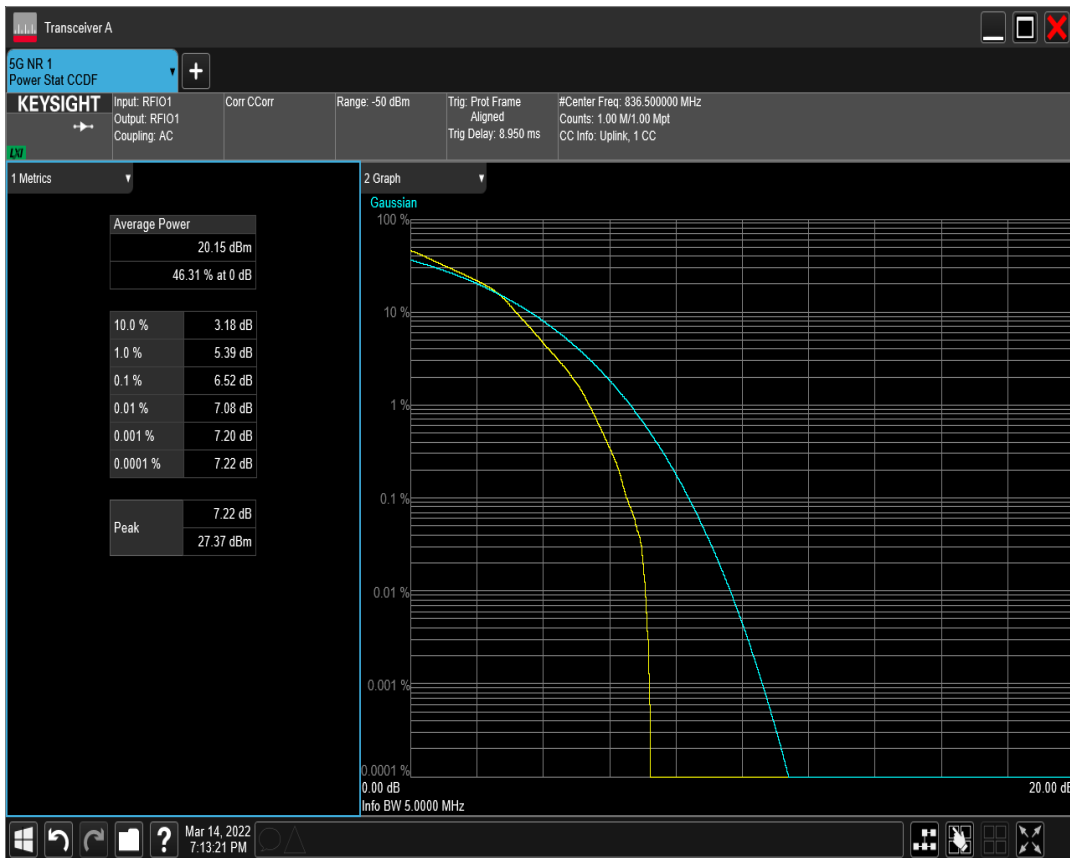 Transceiver A
5G NR 1
Power Stat CCDF
KEYSIGHT
LXI
Input: RFIO1
Output: RFIO1
Coupling: AC
Corr CCorr
Range: -50 dBm
Trig: Prot Frame
Aligned
Trig Delay: 8.950 ms
#Center Freq: 836.500000 MHz
Counts: 1.00 M/1.00 Mpt
CC Info: Uplink, 1 CC
1 Metrics
Average Power
20.15 dBm
46.31 % at 0 dB
10.0 % 3.18 dB
1.0 % 5.39 dB
0.1 % 6.52 dB
0.01 % 7.08 dB
0.001 % 7.20 dB
0.0001 % 7.22 dB
Peak
7.22 dB
27.37 dBm
2 Graph
Gaussian
100 %
10 %
1 %
0.1 %
0.01 %
0.001 %
0.0001 %
0.00 dB 20.00 dB
Info BW 5.0000 MHz
?
Mar 14, 2022
7:13:21 PM